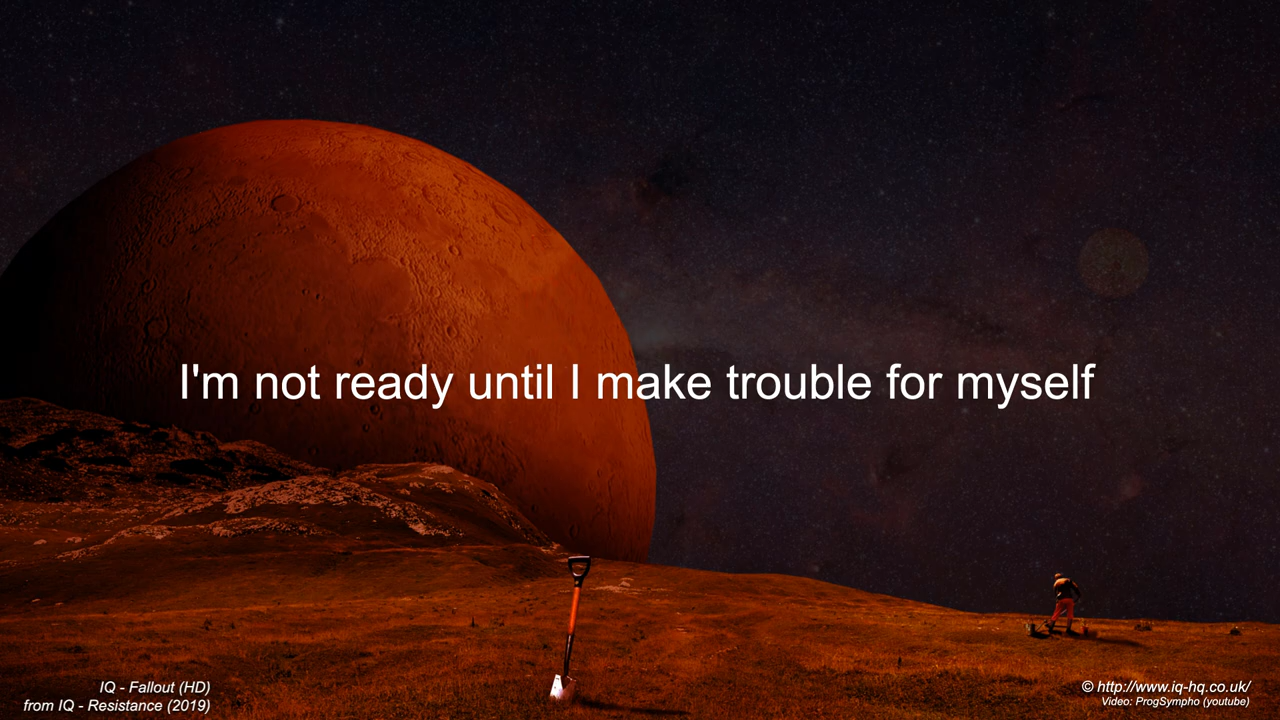 I'm not ready until I make trouble for myself
IQ - Fallout (HD)
from IQ - Resistance (2019)
© http://www.iq-hq.co.uk/
Video: ProgSympho (youtube)